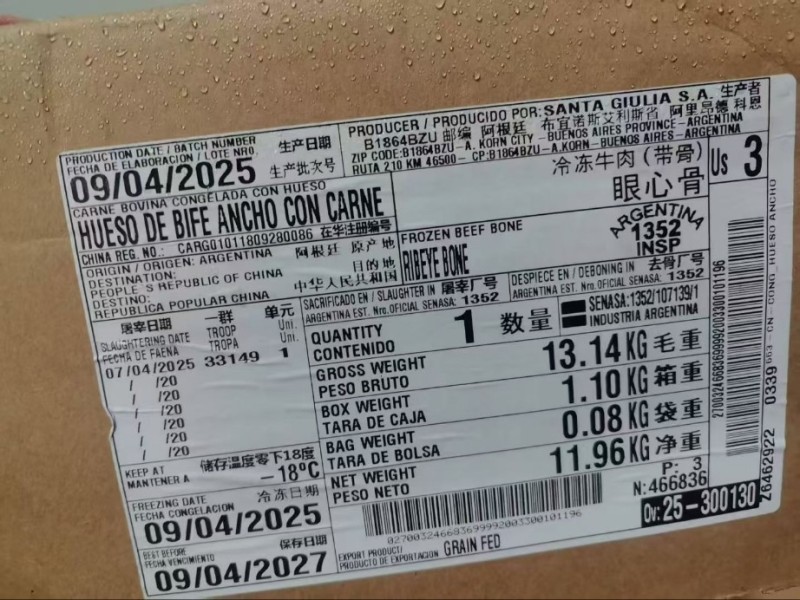 PRODUCTION DATE / BATCH NUMBER 生产日期
FECHA DE ELABORACION / LOTE NRO. 生产批次号
09/04/2025
PRODUCER / PRODUCIDO POR: SANTA GIULIA S.A. 生产者
B1864BZU 邮编 阿根廷 布宜诺斯艾利斯省 阿里昂德 科恩
ZIP CODE:B1864BZU - A. KORN CITY - BUENOS AIRES PROVINCE-ARGENTINA
RUTA 210 KM 46500 - CP:B1864BZU - A.KORN - BUENOS AIRES - ARGENTINA
CARNE BOVINA CONGELADA CON HUESO
HUESO DE BIFE ANCHO CON CARNE
冷冻牛肉(带骨)
眼心骨
Us 3
CHINA REG. NO.: CARG01011809280086 在华注册编号
FROZEN BEEF BONE
RIBEYE BONE
ARGENTINA
1352
INSP
ORIGIN / ORIGEN: ARGENTINA 阿根廷 原产地
DESTINATION: 目的地
PEOPLE'S REPUBLIC OF CHINA 中华人民共和国
DESTINO:
REPUBLICA POPULAR CHINA
SACRIFICADO EN / SLAUGHTER IN 屠宰厂号
ARGENTINA EST. Nro. OFICIAL SENASA: 1352
DESPIECE EN / DEBONING IN 去骨厂号
ARGENTINA EST. Nro. OFICIAL SENASA: 1352
屠宰日期 一群 单元
SLAUGHTERING DATE TROOP Uni.
FECHA DE FAENA TROPA Uni.
07/04/2025 33149 1
/ /20
/ /20
/ /20
/ /20
/ /20
QUANTITY
CONTENIDO
1 数量
SENASA:1352/107139/1
INDUSTRIA ARGENTINA
GROSS WEIGHT
PESO BRUTO
13.14 KG 毛重
BOX WEIGHT
TARA DE CAJA
1.10 KG 箱重
BAG WEIGHT
TARA DE BOLSA
0.08 KG 袋重
NET WEIGHT
PESO NETO
11.96 KG 净重
KEEP AT 储存温度零下18度
MANTENER A -18ºC
FREEZING DATE 冷冻日期
FECHA CONGELACION
09/04/2025
BEST BEFORE 保存日期
FECHA VENCIMIENTO
09/04/2027
P: 3
N:466836
Ov: 25-300130
027003246683699992003300101196
EXPORT PRODUCT/
PRODUCTO DE EXPORTACION GRAIN FED
2700324668369999200330010​1196
Z6462922 0339